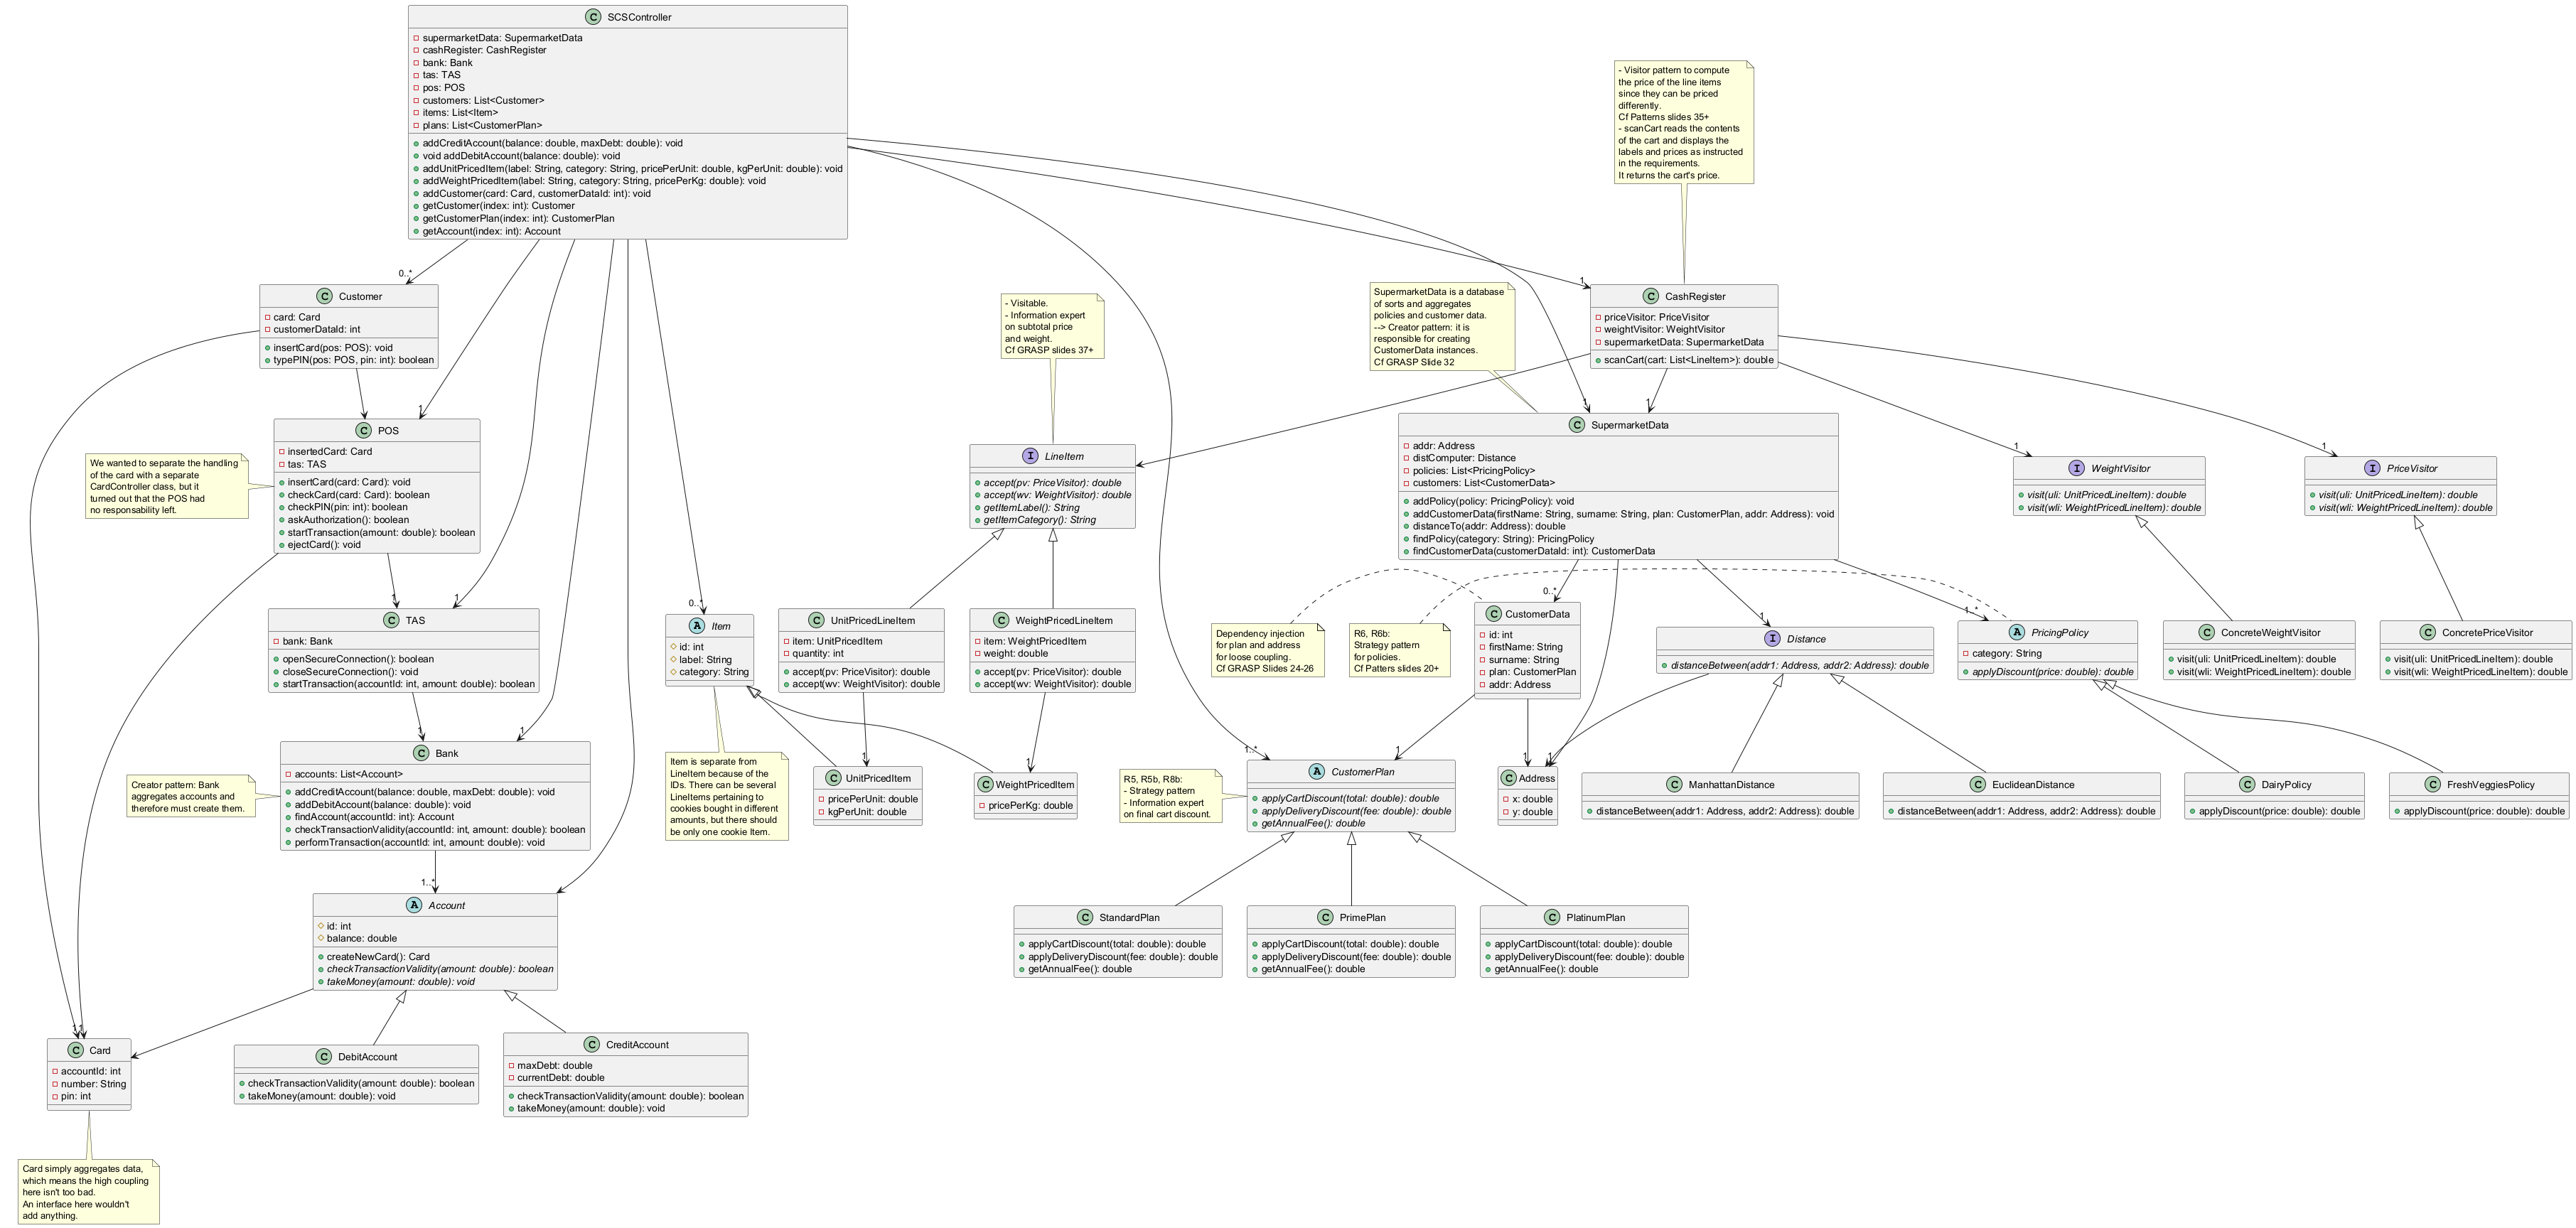 SCSController
supermarketData: SupermarketData
cashRegister: CashRegister
bank: Bank
tas: TAS
pos: POS
customers: List<Customer>
items: List<Item>
plans: List<CustomerPlan>
addCreditAccount(balance: double, maxDebt: double): void
void addDebitAccount(balance: double): void
addUnitPricedItem(label: String, category: String, pricePerUnit: double, kgPerUnit: double): void
addWeightPricedItem(label: String, category: String, pricePerKg: double): void
addCustomer(card: Card, customerDataId: int): void
getCustomer(index: int): Customer
getCustomerPlan(index: int): CustomerPlan
getAccount(index: int): Account
- Visitor pattern to compute
the price of the line items
since they can be priced
differently.
Cf Patterns slides 35+
- scanCart reads the contents
of the cart and displays the
labels and prices as instructed
in the requirements.
It returns the cart's price.
0..*
1
Customer
card: Card
customerDataId: int
insertCard(pos: POS): void
typePIN(pos: POS, pin: int): boolean
- Visitable.
- Information expert
on subtotal price
and weight.
Cf GRASP slides 37+
SupermarketData is a database
of sorts and aggregates
policies and customer data.
--> Creator pattern: it is
responsible for creating
CustomerData instances.
Cf GRASP Slide 32
CashRegister
priceVisitor: PriceVisitor
weightVisitor: WeightVisitor
supermarketData: SupermarketData
scanCart(cart: List<LineItem>): double
1
1
1
1
1
We wanted to separate the handling
of the card with a separate
CardController class, but it
turned out that the POS had
no responsability left.
POS
insertedCard: Card
tas: TAS
insertCard(card: Card): void
checkCard(card: Card): boolean
checkPIN(pin: int): boolean
askAuthorization(): boolean
startTransaction(amount: double): boolean
ejectCard(): void
LineItem
accept(pv: PriceVisitor): double
accept(wv: WeightVisitor): double
getItemLabel(): String
getItemCategory(): String
SupermarketData
addr: Address
distComputer: Distance
policies: List<PricingPolicy>
customers: List<CustomerData>
addPolicy(policy: PricingPolicy): void
addCustomerData(firstName: String, surname: String, plan: CustomerPlan, addr: Address): void
distanceTo(addr: Address): double
findPolicy(category: String): PricingPolicy
findCustomerData(customerDataId: int): CustomerData
WeightVisitor
visit(uli: UnitPricedLineItem): double
visit(wli: WeightPricedLineItem): double
PriceVisitor
visit(uli: UnitPricedLineItem): double
visit(wli: WeightPricedLineItem): double
1
1
0..*
0..*
1
1..*
TAS
bank: Bank
openSecureConnection(): boolean
closeSecureConnection(): void
startTransaction(accountId: int, amount: double): boolean
Item
id: int
label: String
category: String
UnitPricedLineItem
item: UnitPricedItem
quantity: int
accept(pv: PriceVisitor): double
accept(wv: WeightVisitor): double
WeightPricedLineItem
item: WeightPricedItem
weight: double
accept(pv: PriceVisitor): double
accept(wv: WeightVisitor): double
Dependency injection
for plan and address
for loose coupling.
Cf GRASP Slides 24-26
R6, R6b:
Strategy pattern
for policies.
Cf Patters slides 20+
CustomerData
id: int
firstName: String
surname: String
plan: CustomerPlan
addr: Address
Distance
distanceBetween(addr1: Address, addr2: Address): double
PricingPolicy
category: String
applyDiscount(price: double): double
ConcreteWeightVisitor
visit(uli: UnitPricedLineItem): double
visit(wli: WeightPricedLineItem): double
ConcretePriceVisitor
visit(uli: UnitPricedLineItem): double
visit(wli: WeightPricedLineItem): double
1
1
1
1
1..*
1
1
1
Creator pattern: Bank
aggregates accounts and
therefore must create them.
Bank
accounts: List<Account>
addCreditAccount(balance: double, maxDebt: double): void
addDebitAccount(balance: double): void
findAccount(accountId: int): Account
checkTransactionValidity(accountId: int, amount: double): boolean
performTransaction(accountId: int, amount: double): void
Item is separate from
LineItem because of the
IDs. There can be several
LineItems pertaining to
cookies bought in different
amounts, but there should
be only one cookie Item.
UnitPricedItem
pricePerUnit: double
kgPerUnit: double
WeightPricedItem
pricePerKg: double
R5, R5b, R8b:
- Strategy pattern
- Information expert
on final cart discount.
CustomerPlan
applyCartDiscount(total: double): double
applyDeliveryDiscount(fee: double): double
getAnnualFee(): double
Address
x: double
y: double
ManhattanDistance
distanceBetween(addr1: Address, addr2: Address): double
EuclideanDistance
distanceBetween(addr1: Address, addr2: Address): double
DairyPolicy
applyDiscount(price: double): double
FreshVeggiesPolicy
applyDiscount(price: double): double
1..*
Account
id: int
balance: double
createNewCard(): Card
checkTransactionValidity(amount: double): boolean
takeMoney(amount: double): void
StandardPlan
applyCartDiscount(total: double): double
applyDeliveryDiscount(fee: double): double
getAnnualFee(): double
PrimePlan
applyCartDiscount(total: double): double
applyDeliveryDiscount(fee: double): double
getAnnualFee(): double
PlatinumPlan
applyCartDiscount(total: double): double
applyDeliveryDiscount(fee: double): double
getAnnualFee(): double
1
1
Card
accountId: int
number: String
pin: int
DebitAccount
checkTransactionValidity(amount: double): boolean
takeMoney(amount: double): void
CreditAccount
maxDebt: double
currentDebt: double
checkTransactionValidity(amount: double): boolean
takeMoney(amount: double): void
Card simply aggregates data,
which means the high coupling
here isn't too bad.
An interface here wouldn't
add anything.